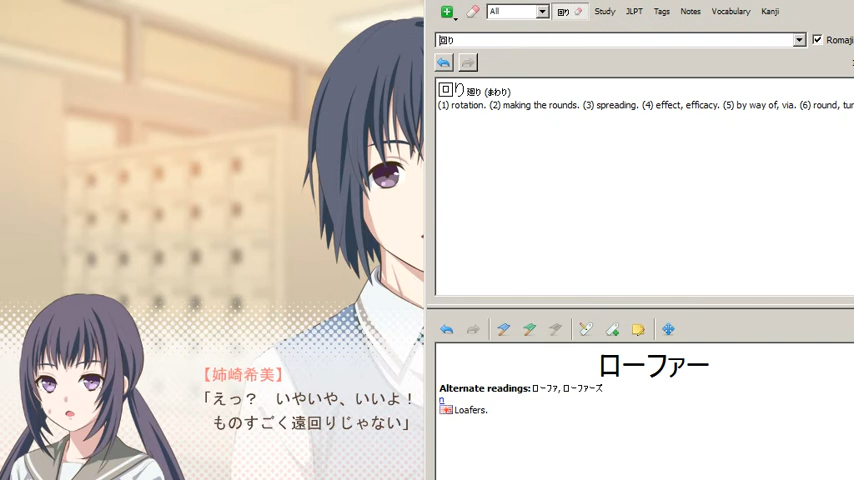 All
回り
Study
JLPT
Tags
Notes
Vocabulary
Kanji
回り
Romaji
回り 廻り (まわり)
(1) rotation. (2) making the rounds. (3) spreading. (4) effect, efficacy. (5) by way of, via. (6) round, tur
ローファー
Alternate readings: ローファ, ローファーズ
n
Loafers.
【姉崎希美】
「えっ？　いやいや、いいよ！
ものすごく遠回りじゃない」